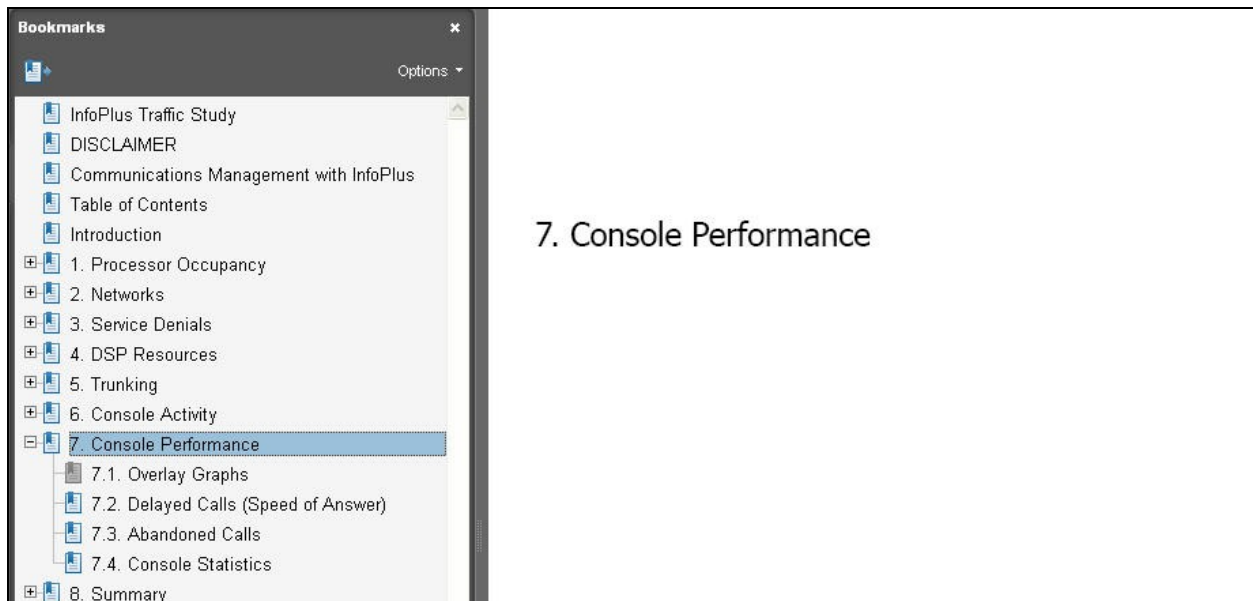 Bookmarks
Options
InfoPlus Traffic Study
DISCLAIMER
Communications Management with InfoPlus
Table of Contents
Introduction
1. Processor Occupancy
2. Networks
3. Service Denials
4. DSP Resources
5. Trunking
6. Console Activity
7. Console Performance
7.1. Overlay Graphs
7.2. Delayed Calls (Speed of Answer)
7.3. Abandoned Calls
7.4. Console Statistics
8. Summary
7. Console Performance